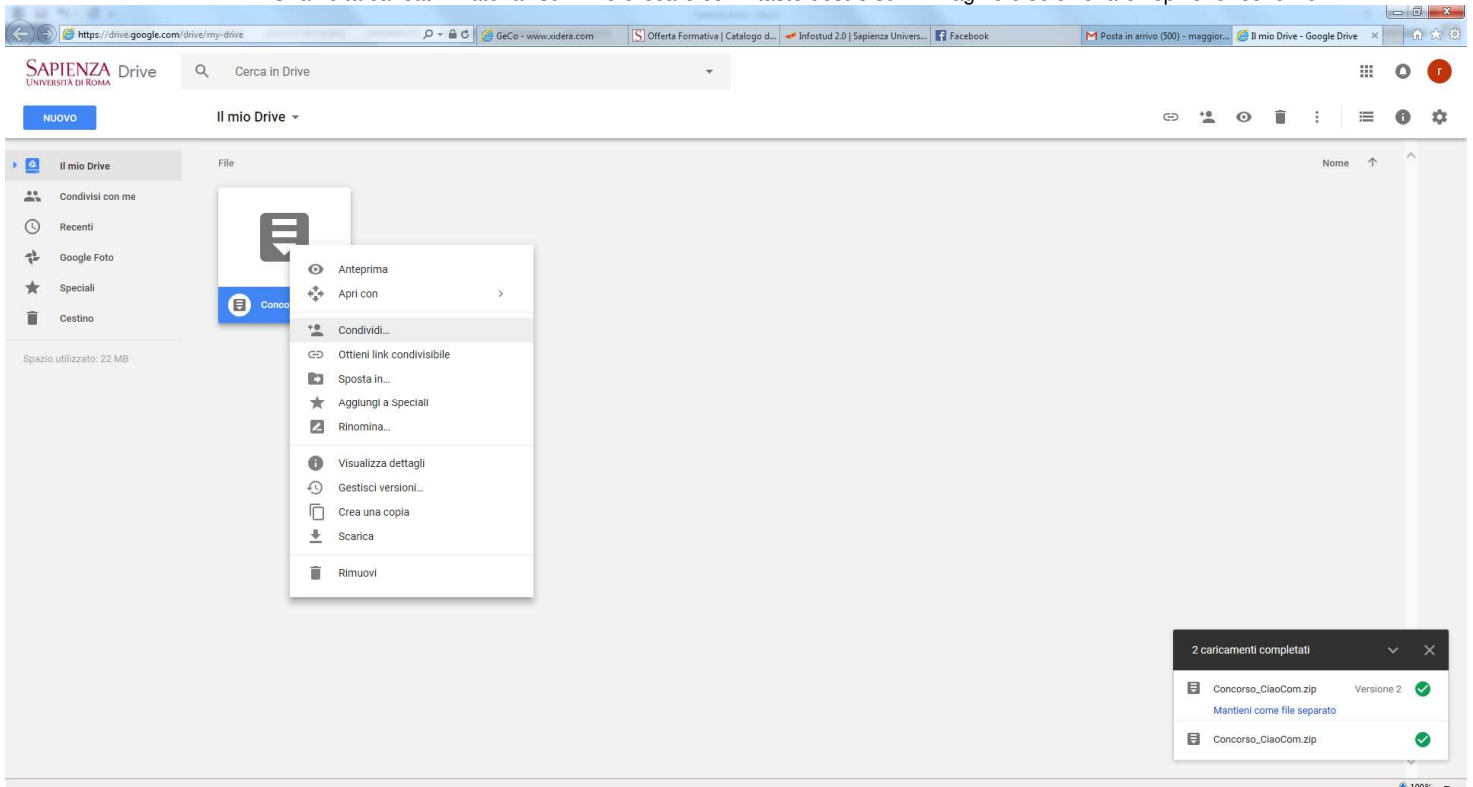 https://drive.google.com/drive/my-drive
GeCo - www.xidera.com
Offerta Formativa | Catalogo d...
Infostud 2.0 | Sapienza Univers...
Facebook
Posta in arrivo (500) - maggior...
Il mio Drive - Google Drive
SAPIENZA Drive
UNIVERSITÀ DI ROMA
Cerca in Drive
r
NUOVO
Il mio Drive
Il mio Drive
Condivisi con me
Recenti
Google Foto
Speciali
Cestino
Spazio utilizzato: 22 MB
File
Nome
Conco
Anteprima
Apri con
Condividi...
Ottieni link condivisibile
Sposta in...
Aggiungi a Speciali
Rinomina...
Visualizza dettagli
Gestisci versioni...
Crea una copia
Scarica
Rimuovi
2 caricamenti completati
Concorso_CiaoCom.zip Versione 2
Mantieni come file separato
Concorso_CiaoCom.zip
100%